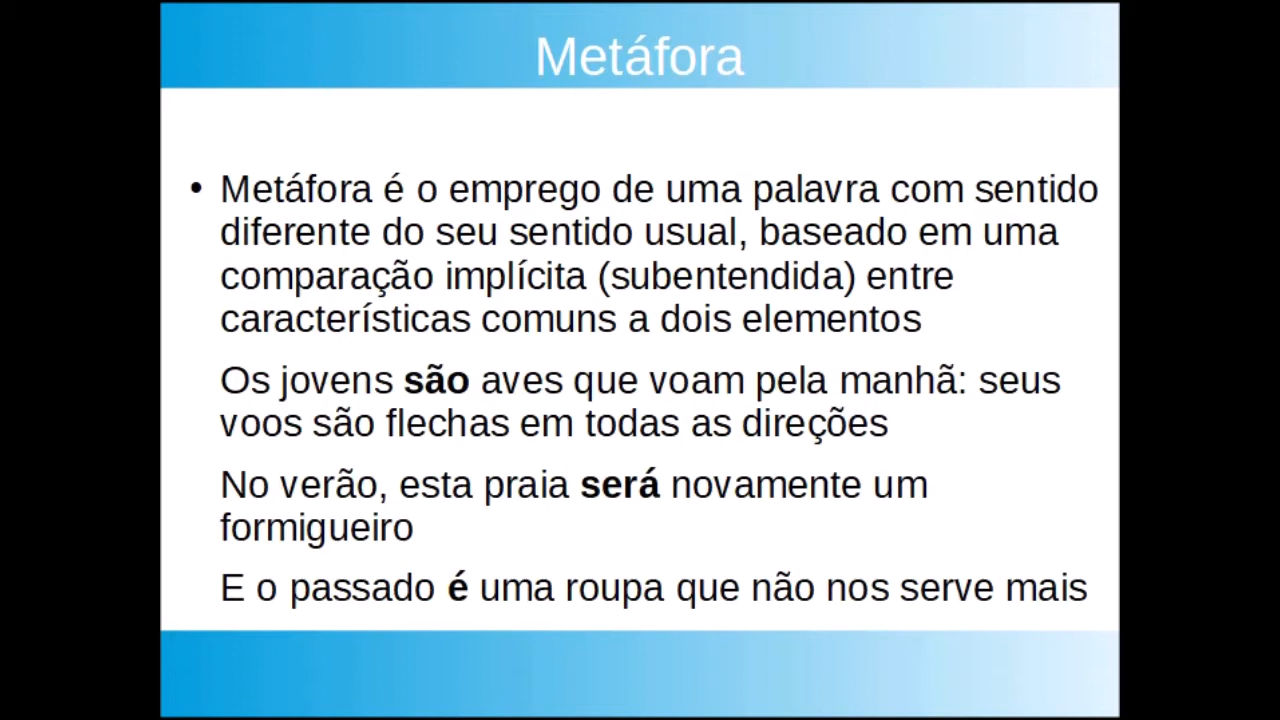 Metáfora
• Metáfora é o emprego de uma palavra com sentido
diferente do seu sentido usual, baseado em uma
comparação implícita (subentendida) entre
características comuns a dois elementos
Os jovens são aves que voam pela manhã: seus
voos são flechas em todas as direções
No verão, esta praia será novamente um
formigueiro
E o passado é uma roupa que não nos serve mais